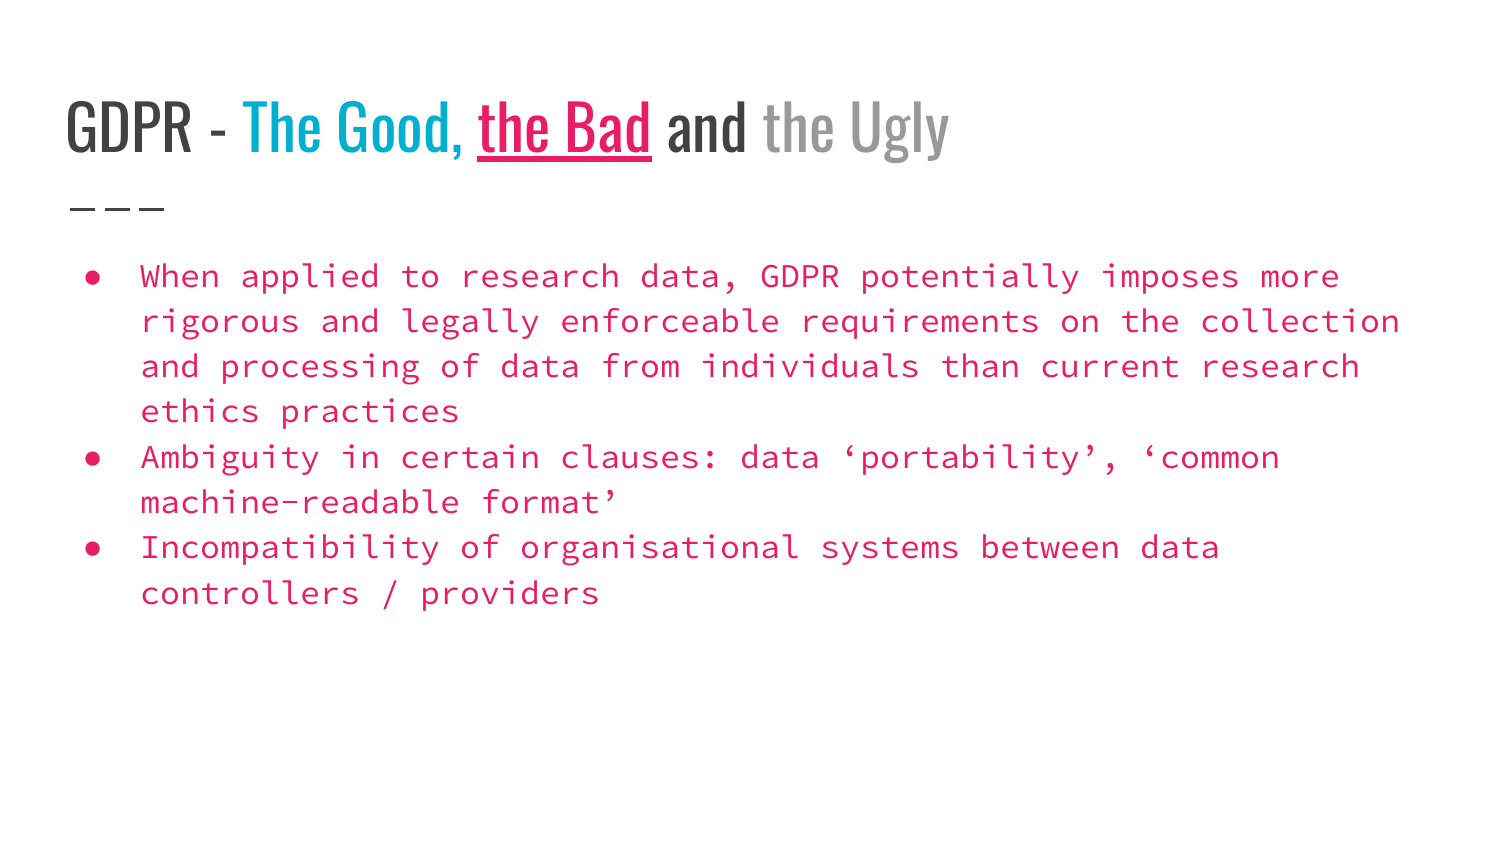 GDPR - The Good, the Bad and the Ugly
● When applied to research data, GDPR potentially imposes more
rigorous and legally enforceable requirements on the collection
and processing of data from individuals than current research
ethics practices
● Ambiguity in certain clauses: data ‘portability’, ‘common
machine-readable format’
● Incompatibility of organisational systems between data
controllers / providers